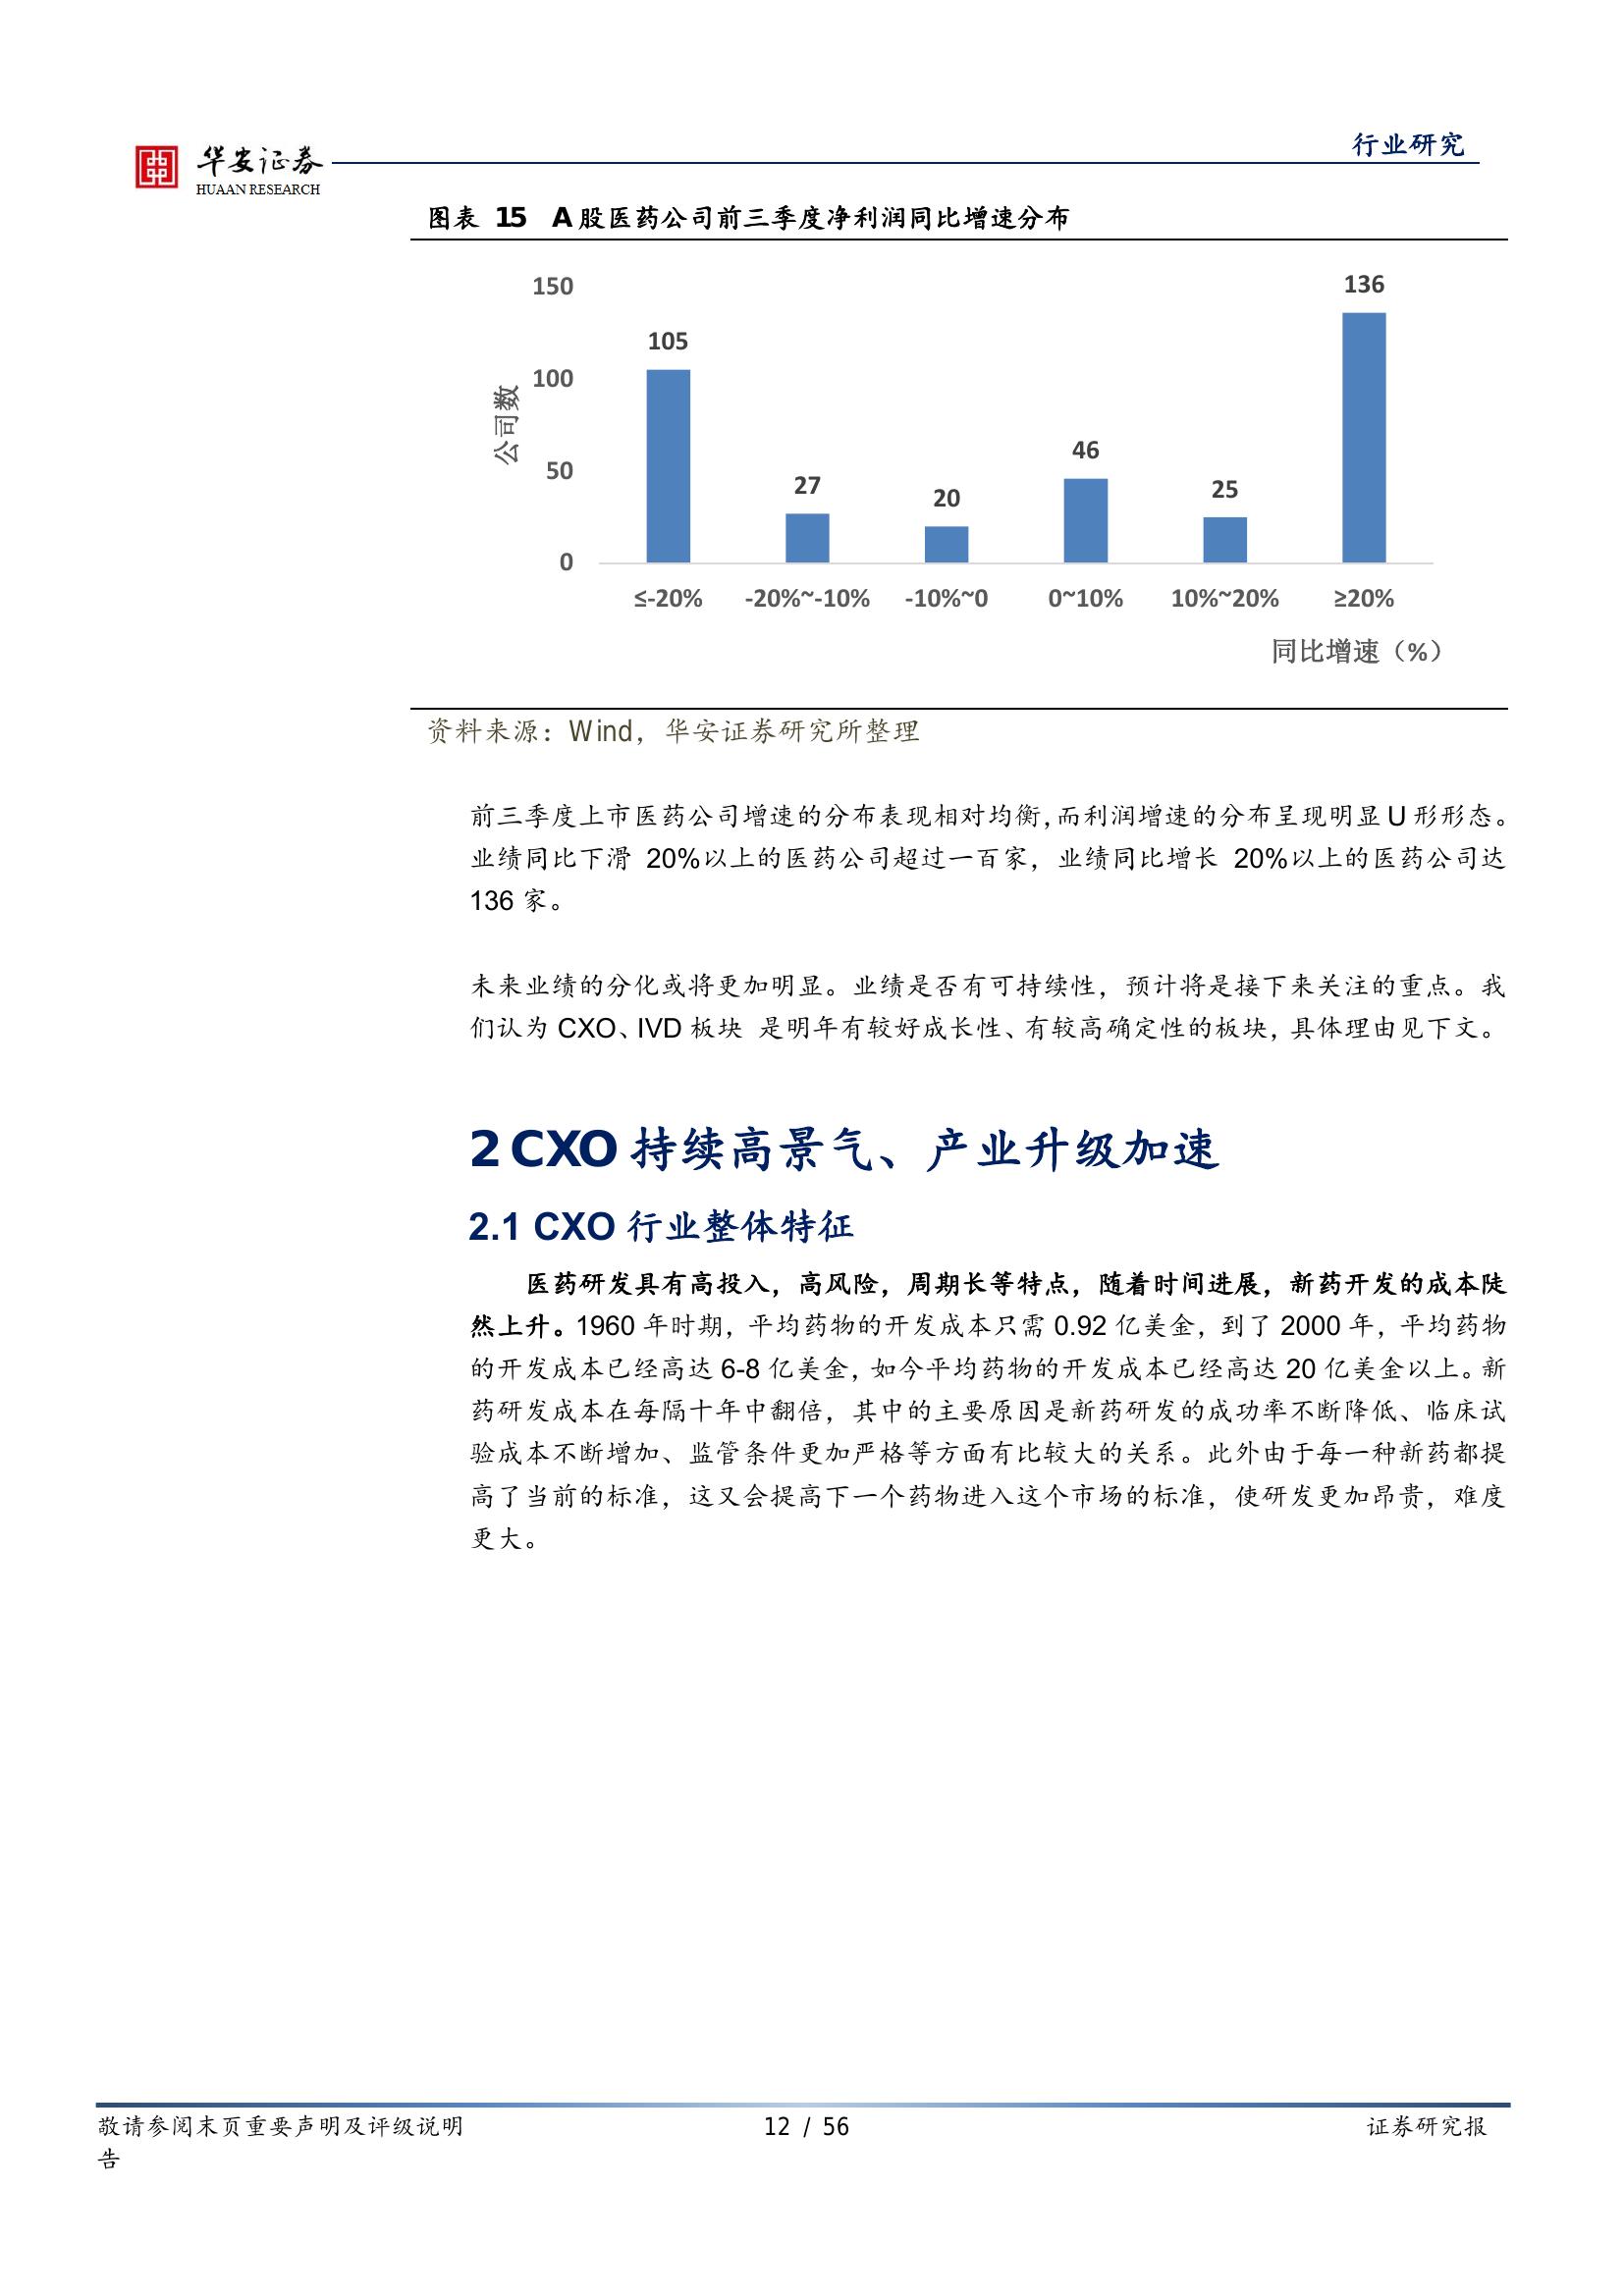 华安证券
HUAAN RESEARCH
行业研究
图表 15 A 股医药公司前三季度净利润同比增速分布
150
100
50
0
公司数
105
27
20
46
25
136
≤-20%
-20%~-10%
-10%~0
0~10%
10%~20%
≥20%
同比增速（%）
资料来源：Wind，华安证券研究所整理
前三季度上市医药公司增速的分布表现相对均衡，而利润增速的分布呈现明显 U 形形态。
业绩同比下滑 20%以上的医药公司超过一百家，业绩同比增长 20%以上的医药公司达
136 家。
未来业绩的分化或将更加明显。业绩是否有可持续性，预计将是接下来关注的重点。我
们认为 CXO、IVD 板块 是明年有较好成长性、有较高确定性的板块，具体理由见下文。
2 CXO 持续高景气、产业升级加速
2.1 CXO 行业整体特征
医药研发具有高投入，高风险，周期长等特点，随着时间进展，新药开发的成本陡
然上升。1960 年时期，平均药物的开发成本只需 0.92 亿美金，到了 2000 年，平均药物
的开发成本已经高达 6-8 亿美金，如今平均药物的开发成本已经高达 20 亿美金以上。新
药研发成本在每隔十年中翻倍，其中的主要原因是新药研发的成功率不断降低、临床试
验成本不断增加、监管条件更加严格等方面有比较大的关系。此外由于每一种新药都提
高了当前的标准，这又会提高下一个药物进入这个市场的标准，使研发更加昂贵，难度
更大。
敬请参阅末页重要声明及评级说明 12 / 56 证券研究报
告